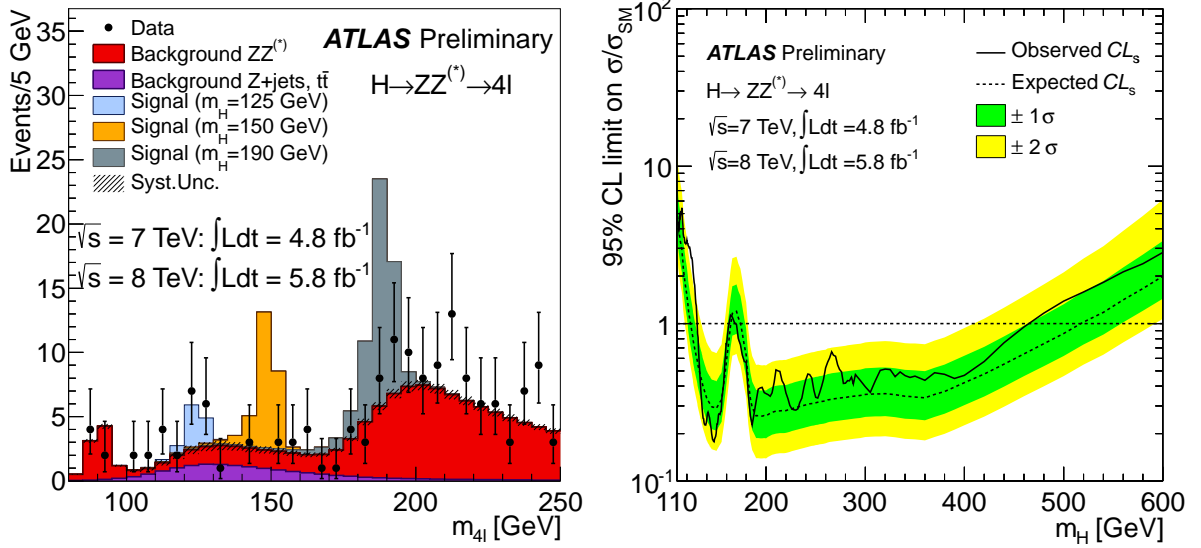 Events/5 GeV
35
30
25
20
15
10
5
0
100
150
200
250
m4l [GeV]
Data
Background ZZ(*)
Background Z+jets, tt̄
Signal (mH=125 GeV)
Signal (mH=150 GeV)
Signal (mH=190 GeV)
Syst.Unc.
ATLAS Preliminary
H→ZZ(*)→4l
√s = 7 TeV: ∫Ldt = 4.8 fb-1
√s = 8 TeV: ∫Ldt = 5.8 fb-1
95% CL limit on σ/σSM
10²
10
1
10-1
110
200
300
400
500
600
mH [GeV]
ATLAS Preliminary
H→ ZZ(*)→ 4l
√s=7 TeV, ∫Ldt =4.8 fb-1
√s=8 TeV, ∫Ldt =5.8 fb-1
Observed CLs
Expected CLs
± 1σ
± 2 σ